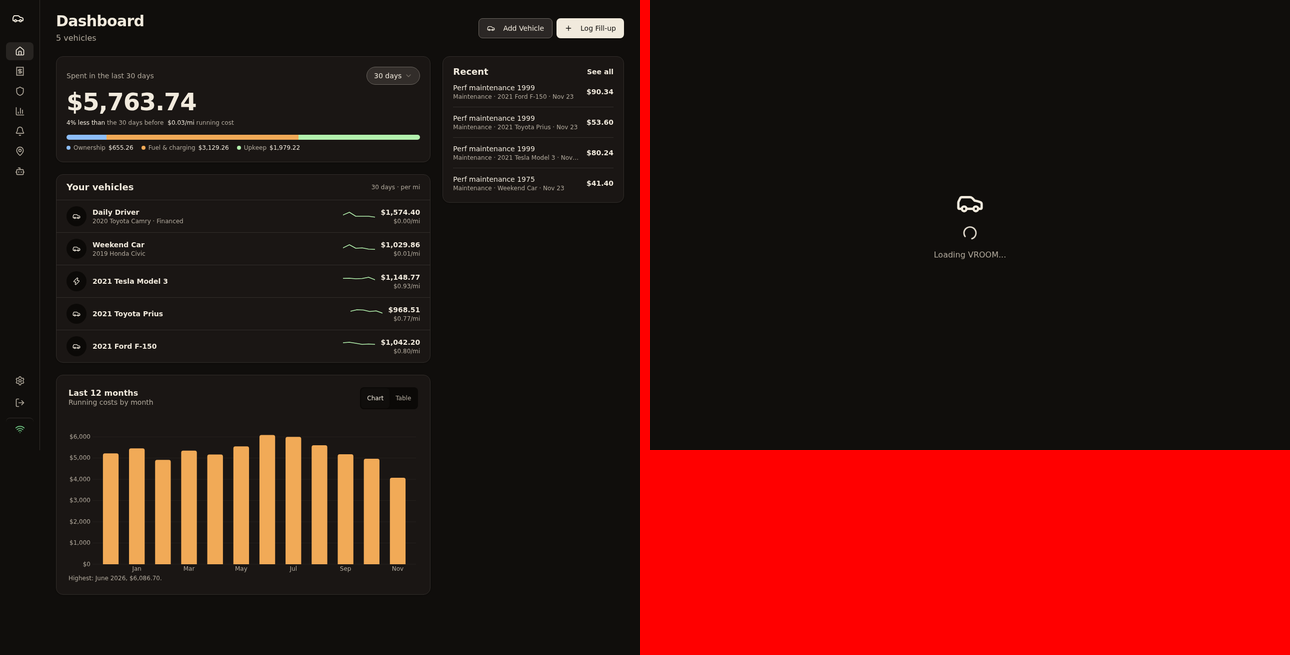 Dashboard
5 vehicles
Add Vehicle
+ Log Fill-up
Spent in the last 30 days
30 days
$5,763.74
4% less than the 30 days before $0.03/mi running cost
Ownership $655.26 Fuel & charging $3,129.26 Upkeep $1,979.22
Your vehicles
30 days · per mi
Daily Driver
2020 Toyota Camry · Financed
$1,574.40
$0.00/mi
Weekend Car
2019 Honda Civic
$1,029.86
$0.01/mi
2021 Tesla Model 3
$1,148.77
$0.93/mi
2021 Toyota Prius
$968.51
$0.77/mi
2021 Ford F-150
$1,042.20
$0.80/mi
Last 12 months
Running costs by month
Chart Table
$6,000
$5,000
$4,000
$3,000
$2,000
$1,000
$0
Jan Mar May Jul Sep Nov
Highest: June 2026, $6,086.70.
Recent
See all
Perf maintenance 1999
Maintenance · 2021 Ford F-150 · Nov 23
$90.34
Perf maintenance 1999
Maintenance · 2021 Toyota Prius · Nov 23
$53.60
Perf maintenance 1999
Maintenance · 2021 Tesla Model 3 · Nov...
$80.24
Perf maintenance 1975
Maintenance · Weekend Car · Nov 23
$41.40
Loading VROOM...